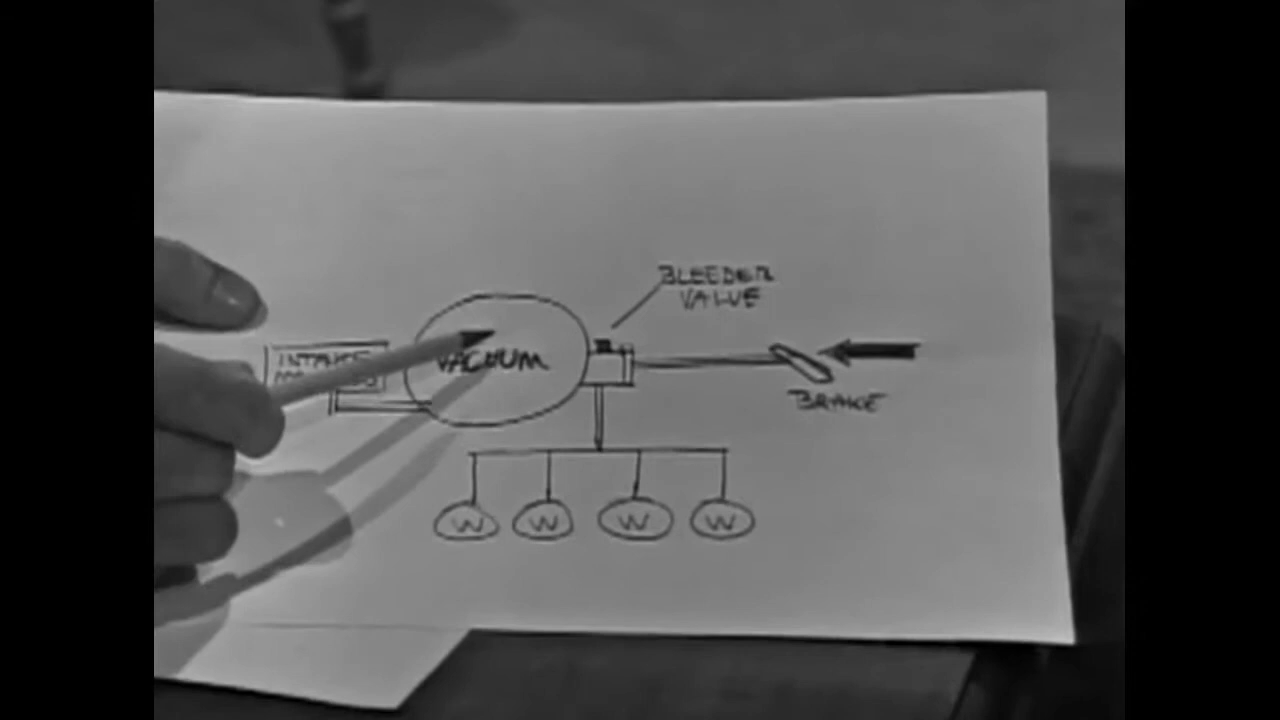 BLEEDER
VALVE
INTAKE
VACUUM
BRAKE
W W W W